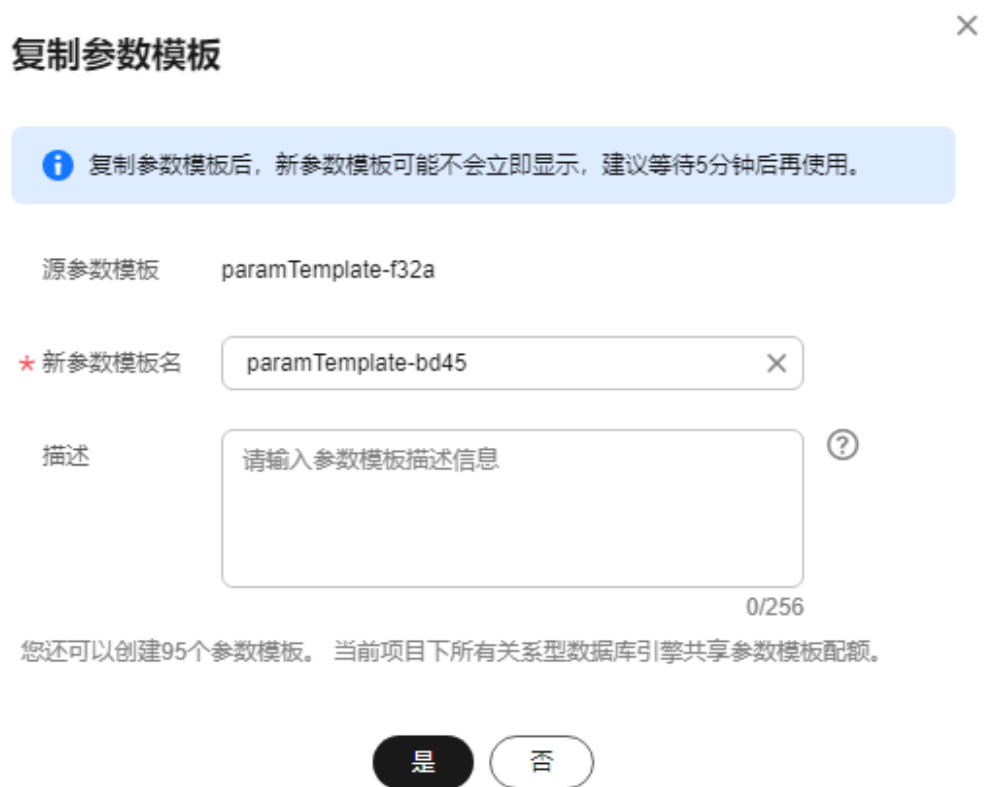 复制参数模板
复制参数模板后，新参数模板可能不会立即显示，建议等待5分钟后再使用。
源参数模板 paramTemplate-f32a
* 新参数模板名 paramTemplate-bd45
描述 请输入参数模板描述信息
0/256
您还可以创建95个参数模板。 当前项目下所有关系型数据库引擎共享参数模板配额。
是 否